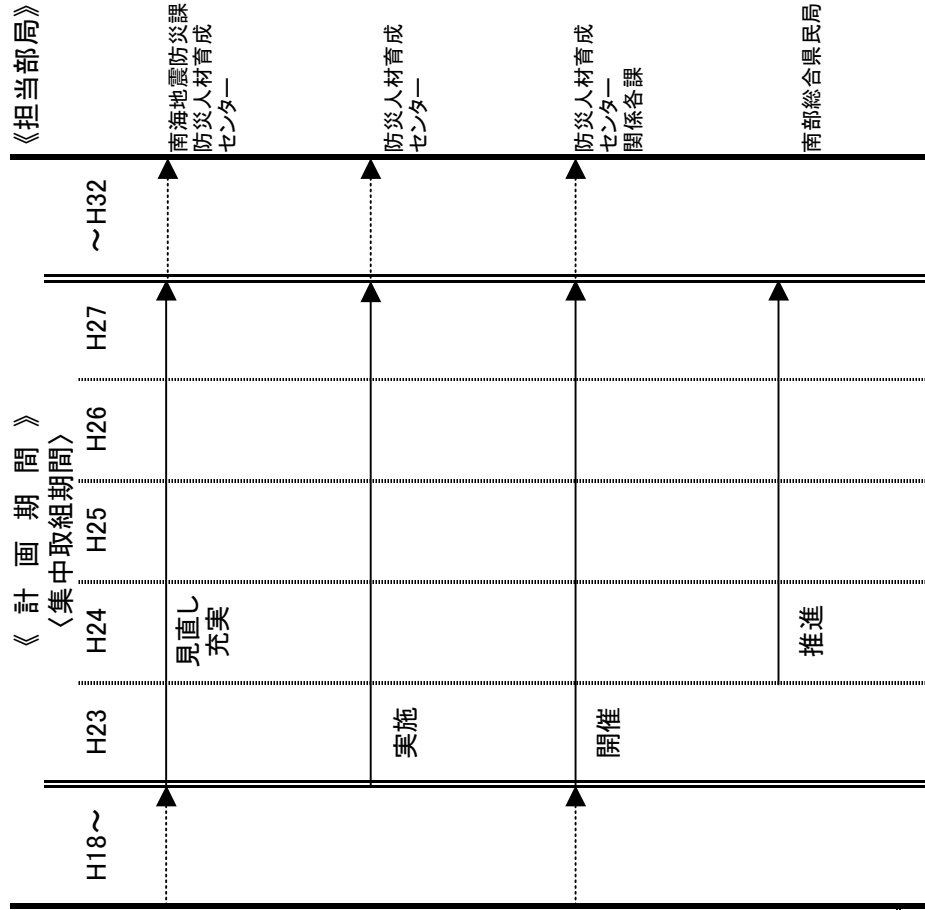 《計画期間》
《担当部局》
〈集中取組期間〉
H18～
H23
H24
H25
H26
H27
～H32
見直し
充実
南海地震防災課
防災人材育成
センター
実施
防災人材育成
センター
開催
防災人材育成
センター
関係各課
推進
南部総合県民局